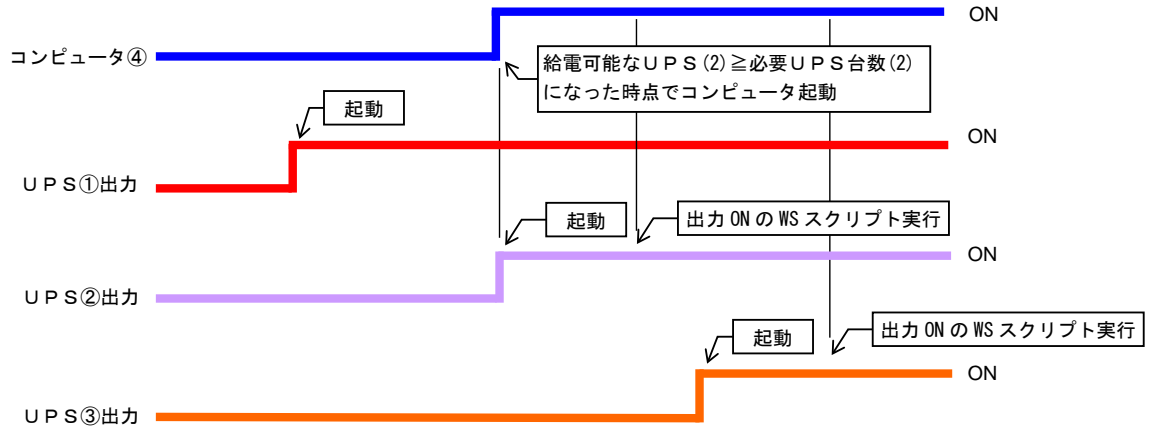 ON
コンピュータ④
給電可能なＵＰＳ(2)≧必要ＵＰＳ台数(2)
になった時点でコンピュータ起動
起動
ON
ＵＰＳ①出力
起動
出力 ON の WS スクリプト実行
ON
ＵＰＳ②出力
起動
出力 ON の WS スクリプト実行
ON
ＵＰＳ③出力